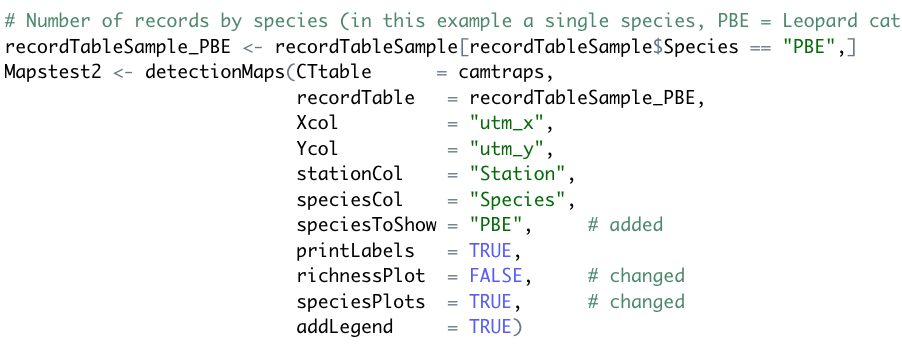 # Number of records by species (in this example a single species, PBE = Leopard cat
recordTableSample_PBE <- recordTableSample[recordTableSample$Species == "PBE",]
Mapstest2 <- detectionMaps(CTtable      = camtraps,
                           recordTable   = recordTableSample_PBE,
                           Xcol          = "utm_x",
                           Ycol          = "utm_y",
                           stationCol    = "Station",
                           speciesCol    = "Species",
                           speciesToShow = "PBE",     # added
                           printLabels   = TRUE,
                           richnessPlot  = FALSE,     # changed
                           speciesPlots  = TRUE,      # changed
                           addLegend     = TRUE)